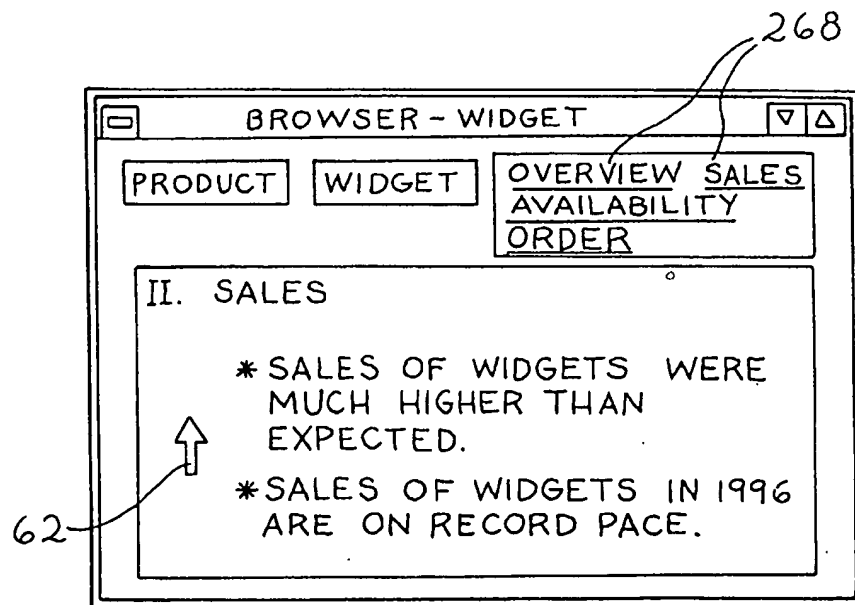 268
BROWSER - WIDGET
PRODUCT WIDGET OVERVIEW SALES
AVAILABILITY
ORDER
II. SALES
* SALES OF WIDGETS WERE
MUCH HIGHER THAN
EXPECTED.
* SALES OF WIDGETS IN 1996
ARE ON RECORD PACE.
62